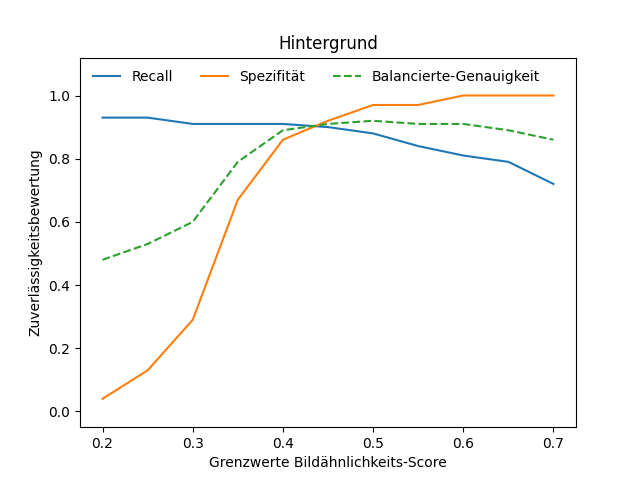 Hintergrund
Recall Spezifität Balancierte-Genauigkeit
1.0
0.8
0.6
0.4
0.2
0.0
Zuverlässigkeitsbewertung
0.2 0.3 0.4 0.5 0.6 0.7
Grenzwerte Bildähnlichkeits-Score